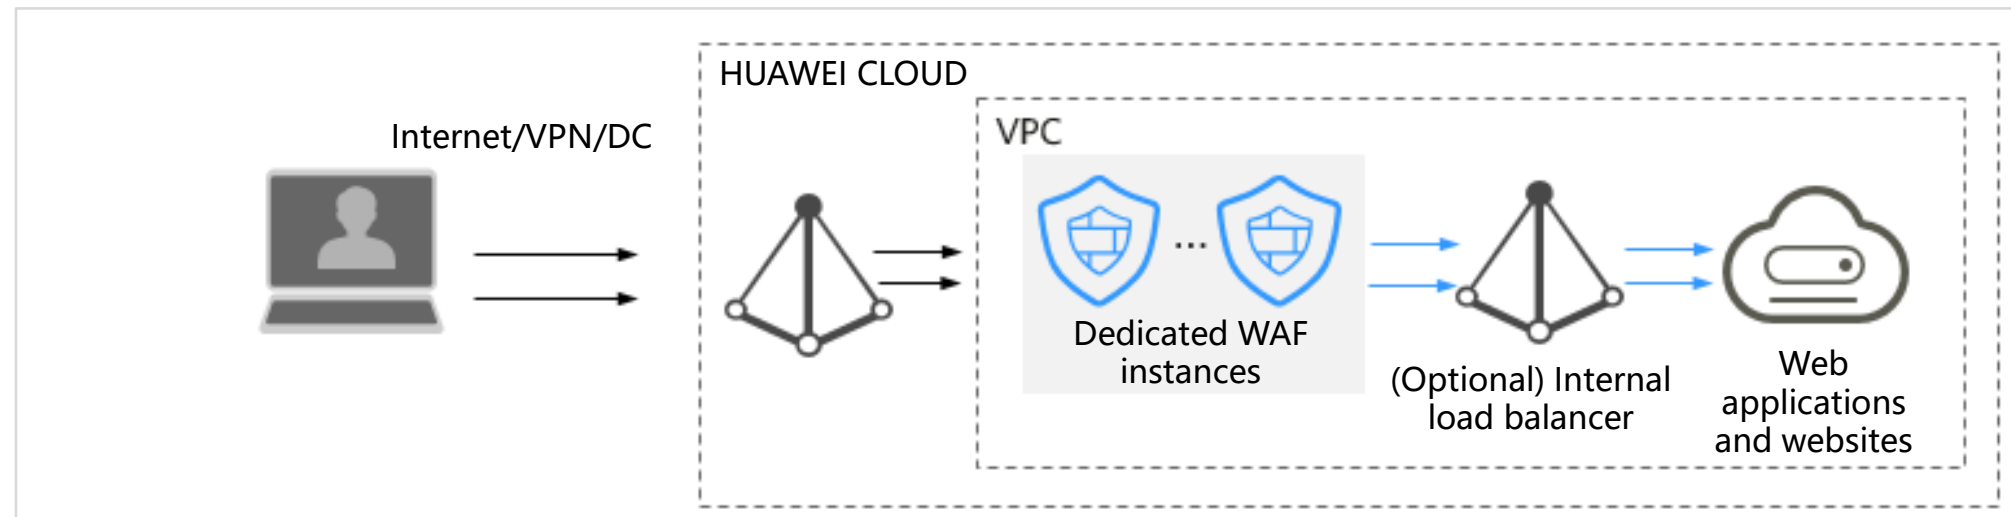 HUAWEI CLOUD
Internet/VPN/DC
VPC
...
Dedicated WAF
instances
(Optional) Internal
load balancer
Web
applications
and websites